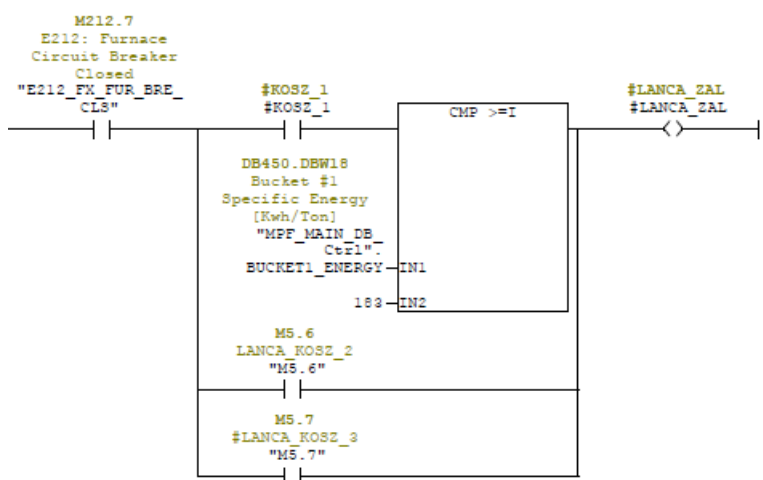 M212.7
E212: Furnace
Circuit Breaker
Closed
"E212_FX_FUR_BRE_
CLS"
#KOSZ_1
#KOSZ_1
CMP >=I
#LANCA_ZAL
#LANCA_ZAL
DB450.DBW18
Bucket #1
Specific Energy
[Kwh/Ton]
"MPF_MAIN_DB_
Ctrl".
BUCKET1_ENERGY
IN1
183
IN2
M5.6
LANCA_KOSZ_2
"M5.6"
M5.7
#LANCA_KOSZ_3
"M5.7"